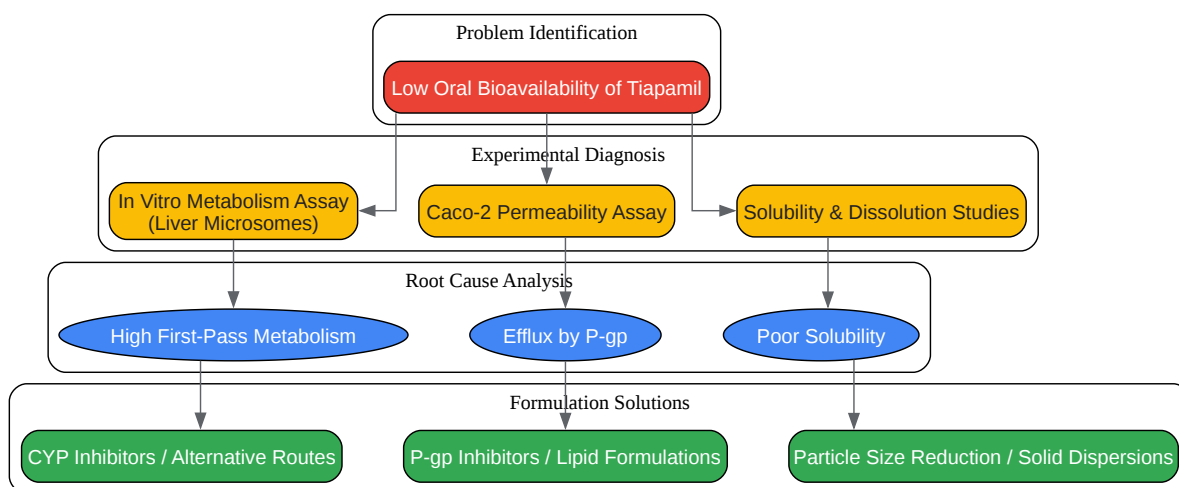 Problem Identification
Low Oral Bioavailability of Tiapamil
Experimental Diagnosis
In Vitro Metabolism Assay
(Liver Microsomes)
Caco-2 Permeability Assay
Solubility & Dissolution Studies
Root Cause Analysis
High First-Pass Metabolism
Efflux by P-gp
Poor Solubility
Formulation Solutions
CYP Inhibitors / Alternative Routes
P-gp Inhibitors / Lipid Formulations
Particle Size Reduction / Solid Dispersions